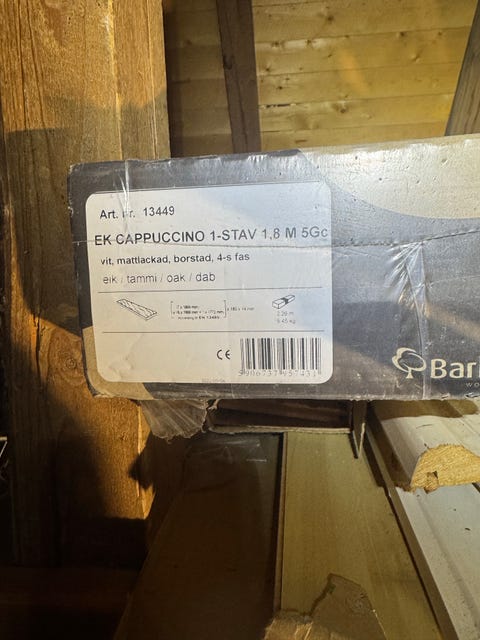 Art. nr. 13449
EK CAPPUCCINO 1-STAV 1,8 M 5Gc
vit, mattlackad, borstad, 4-s fas
eik / tammi / oak / dab
CE
5906737957431